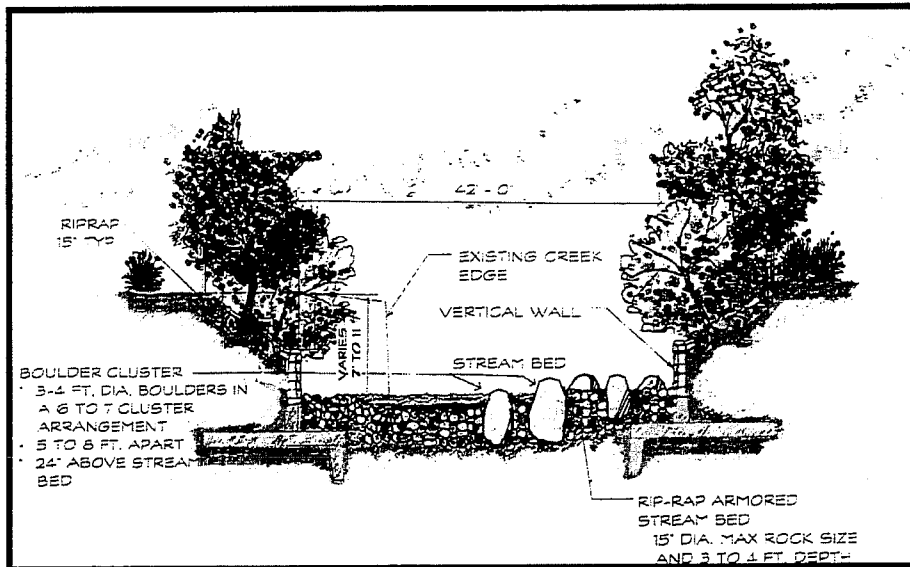 42'-0"
RIPRAP
15" TYP
EXISTING CREEK
EDGE
VERTICAL WALL
VARIES
7' TO 11'
STREAM BED
BOULDER CLUSTER
• 3-4 FT. DIA. BOULDERS IN
A 6 TO 7 CLUSTER
ARRANGEMENT
• 5 TO 8 FT. APART
• 24" ABOVE STREAM
BED
RIP-RAP ARMORED
STREAM BED
15" DIA. MAX ROCK SIZE
AND 3 TO 4 FT. DEPTH